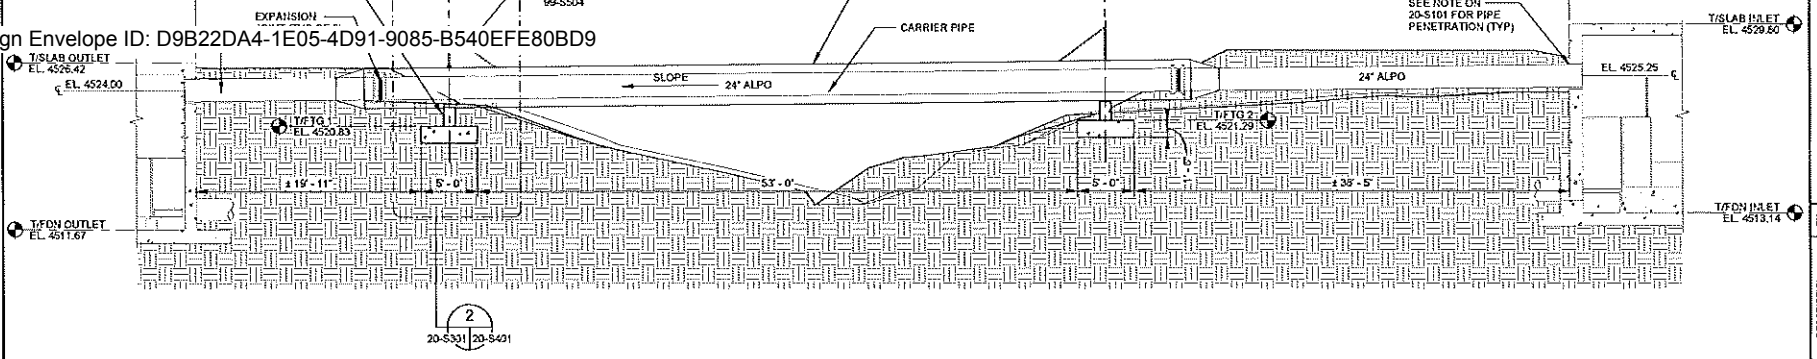 99-S504
EXPANSION
gn Envelope ID: D9B22DA4-1E05-4D91-9085-B540EFE80BD9
CARRIER PIPE
SEE NOTE ON
20-S101 FOR PIPE
PENETRATION (TYP)
T/SLAB INLET
EL. 4529.60
T/SLAB OUTLET
EL. 4526.42
℄ EL. 4524.00
SLOPE
24" ALPO
24" ALPO
EL. 4525.25 ℄
T/FTG 1
EL. 4520.83
T/FTG 2
EL. 4521.29
± 19' - 11"
5' - 0"
53' - 0"
5' - 0"
± 38' - 5"
T/FDN OUTLET
EL. 4511.67
T/FDN INLET
EL. 4513.14
2
20-S301 20-S401